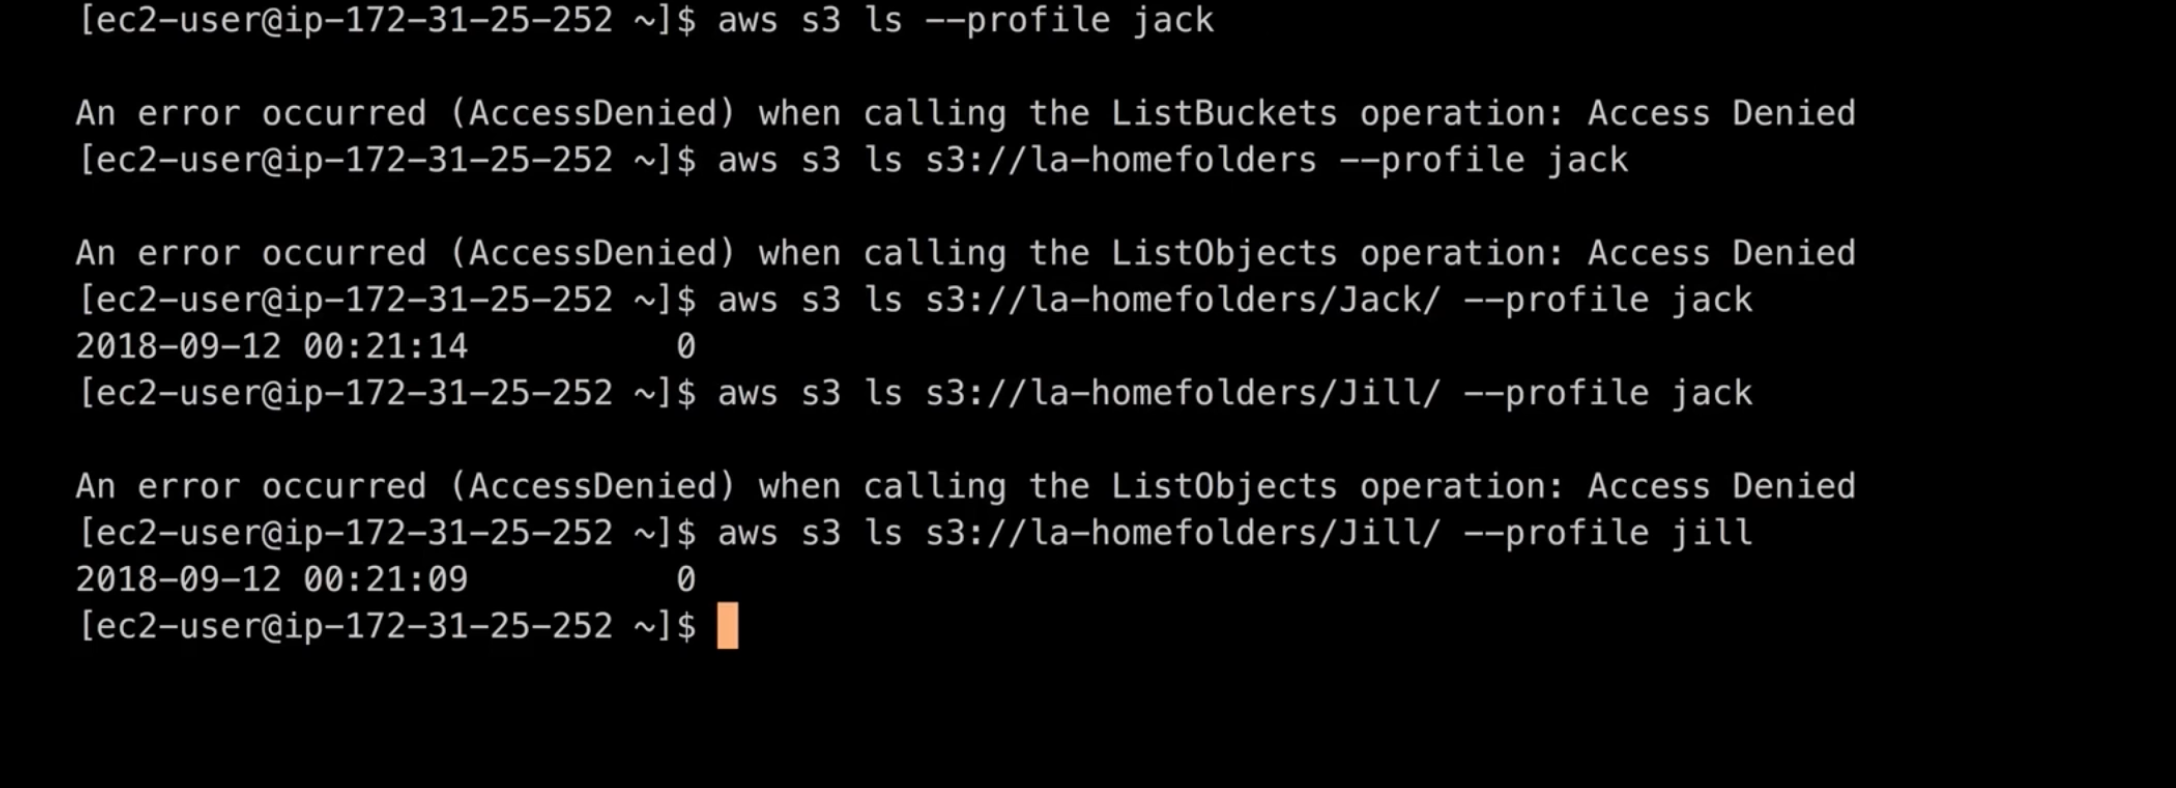 [ec2-user@ip-172-31-25-252 ~]$ aws s3 ls --profile jack
An error occurred (AccessDenied) when calling the ListBuckets operation: Access Denied
[ec2-user@ip-172-31-25-252 ~]$ aws s3 ls s3://la-homefolders --profile jack
An error occurred (AccessDenied) when calling the ListObjects operation: Access Denied
[ec2-user@ip-172-31-25-252 ~]$ aws s3 ls s3://la-homefolders/Jack/ --profile jack
2018-09-12 00:21:14          0
[ec2-user@ip-172-31-25-252 ~]$ aws s3 ls s3://la-homefolders/Jill/ --profile jack
An error occurred (AccessDenied) when calling the ListObjects operation: Access Denied
[ec2-user@ip-172-31-25-252 ~]$ aws s3 ls s3://la-homefolders/Jill/ --profile jill
2018-09-12 00:21:09          0
[ec2-user@ip-172-31-25-252 ~]$